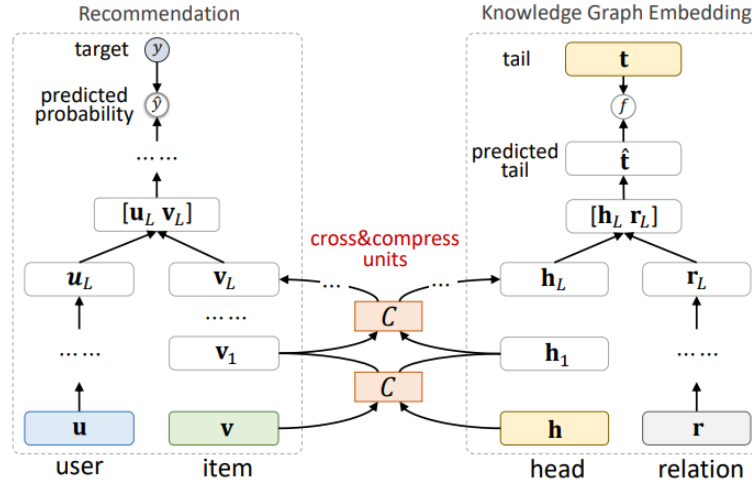 Recommendation
Knowledge Graph Embedding
target
y
predicted
probability
ŷ
... ...
[u_L v_L]
u_L
v_L
... ...
... ...
v_1
u
v
user
item
cross&compress
units
...
...
C
C
tail
t
f
predicted
tail
t̂
[h_L r_L]
h_L
r_L
h_1
... ...
h
r
head
relation